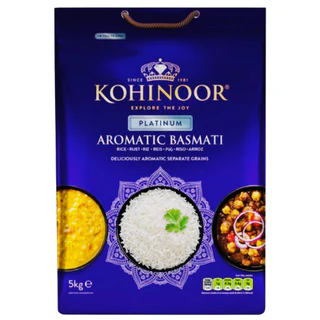 SINCE 1981
KOHINOOR®
EXPLORE THE JOY
PLATINUM
AROMATIC BASMATI
RICE • RIJST • RIZ • REIS • РИЗ • RISO • ARROZ
DELICIOUSLY AROMATIC SEPARATE GRAINS
5kg e